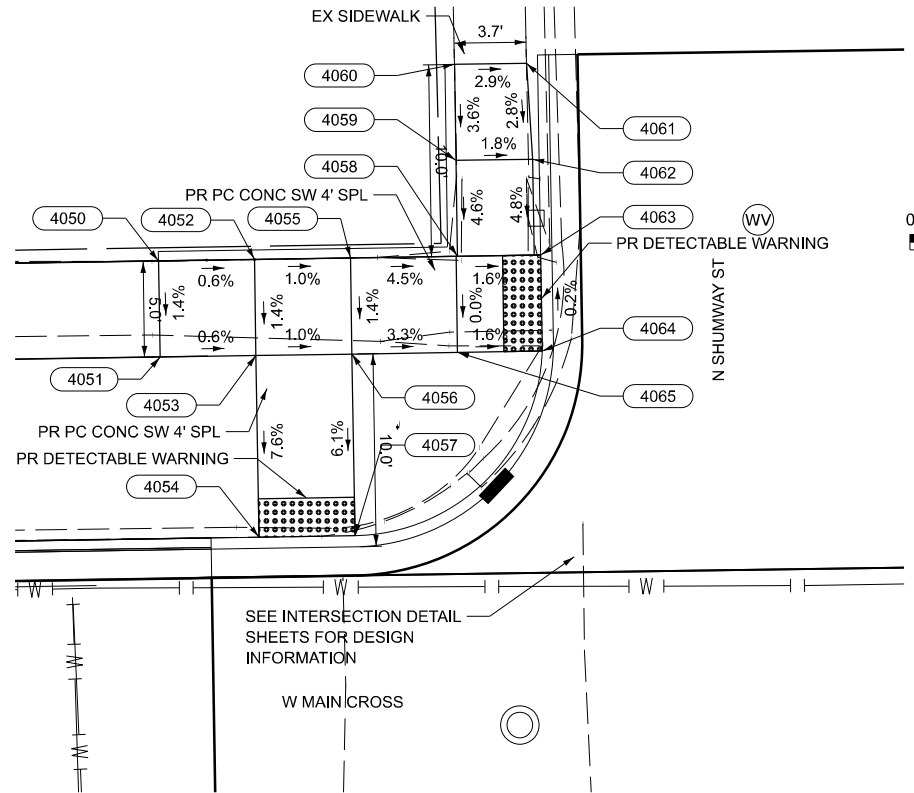 EX SIDEWALK
3.7'
4060
2.9%
3.6%
2.8%
4059
4061
10.0'
1.8%
4058
4062
PR PC CONC SW 4' SPL
4.6%
4.8%
4050
4052
4055
4063
WV
0
PR DETECTABLE WARNING
0.6%
1.0%
4.5%
1.6%
5.0'
1.4%
1.4%
1.4%
0.0%
0.2%
N SHUMWAY ST
0.6%
1.0%
3.3%
1.6%
4064
4051
4053
4056
4065
PR PC CONC SW 4' SPL
7.6%
6.1%
10.0'
4057
PR DETECTABLE WARNING
4054
W
W
W
SEE INTERSECTION DETAIL
SHEETS FOR DESIGN
INFORMATION
W
W MAIN CROSS
W